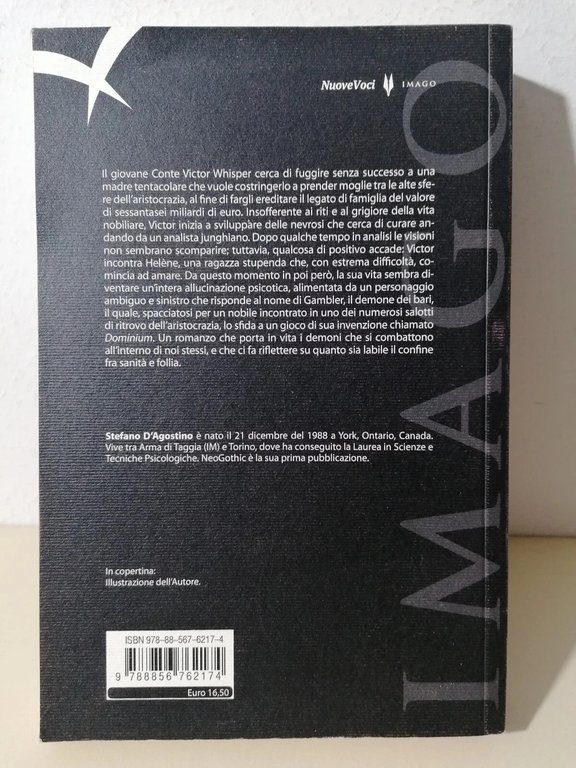 NuoveVoci IMAGO
Il giovane Conte Victor Whisper cerca di fuggire senza successo a una
madre tentacolare che vuole costringerlo a prender moglie tra le alte sfe-
re dell'aristocrazia, al fine di fargli ereditare il legato di famiglia del valore
di sessantasei miliardi di euro. Insofferente ai riti e al grigiore della vita
nobiliare, Victor inizia a sviluppare delle nevrosi che cerca di curare an-
dando da un analista junghiano. Dopo qualche tempo in analisi le visioni
non sembrano scomparire; tuttavia, qualcosa di positivo accade: Victor
incontra Helène, una ragazza stupenda che, con estrema difficoltà, co-
mincia ad amare. Da questo momento in poi però, la sua vita sembra di-
ventare un'intera allucinazione psicotica, alimentata da un personaggio
ambiguo e sinistro che risponde al nome di Gambler, il demone dei bari,
il quale, spacciatosi per un nobile incontrato in uno dei numerosi salotti
di ritrovo dell'aristocrazia, lo sfida a un gioco di sua invenzione chiamato
Dominium. Un romanzo che porta in vita i demoni che si combattono
all'interno di noi stessi, e che ci fa riflettere su quanto sia labile il confine
fra sanità e follia.
Stefano D'Agostino è nato il 21 dicembre del 1988 a York, Ontario, Canada.
Vive tra Arma di Taggia (IM) e Torino, dove ha conseguito la Laurea in Scienze e
Tecniche Psicologiche. NeoGothic è la sua prima pubblicazione.
In copertina:
Illustrazione dell'Autore.
ISBN 978-88-567-6217-4
9 788856 762174
Euro 16,50
IMAGO